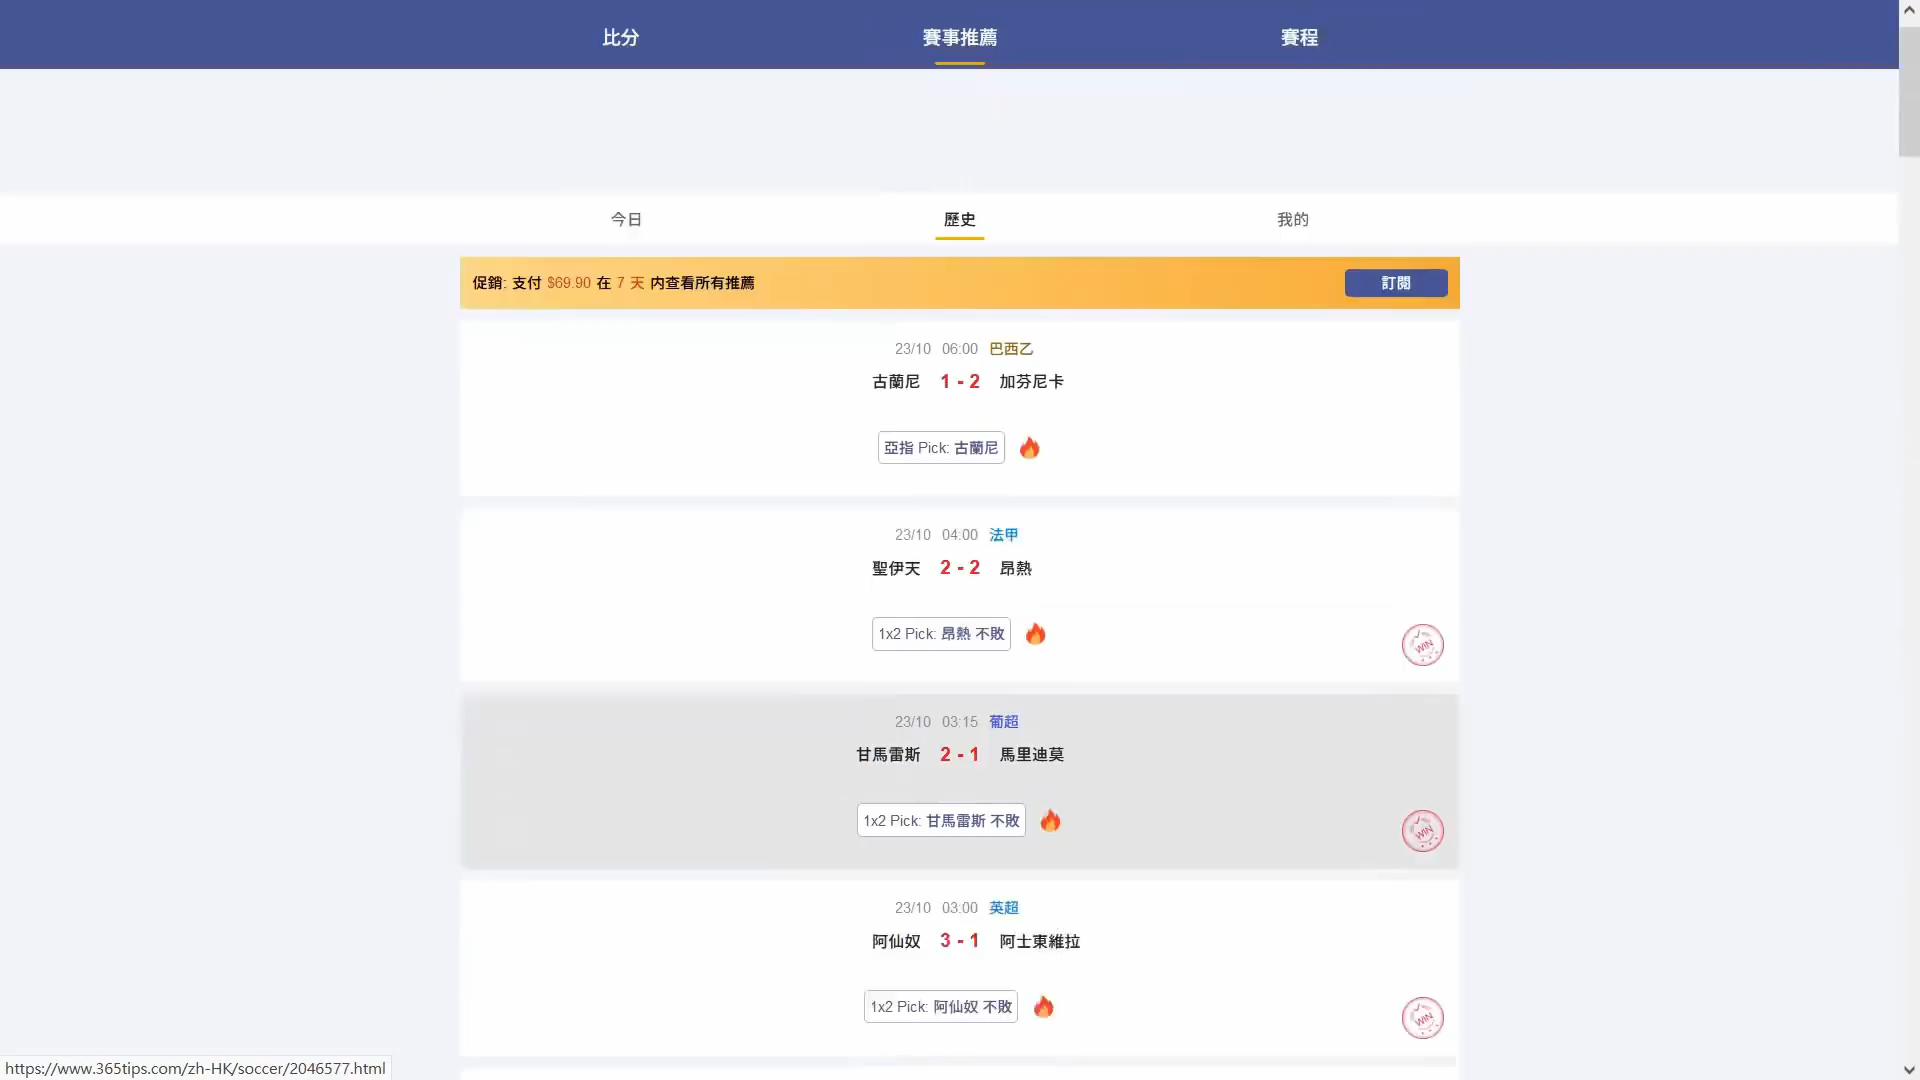 比分 賽事推薦 賽程
今日 歷史 我的
促銷: 支付 $69.90 在 7 天 内查看所有推薦 訂閱
23/10 06:00 巴西乙
古蘭尼 1 - 2 加芬尼卡
亞指 Pick: 古蘭尼
23/10 04:00 法甲
聖伊天 2 - 2 昂熱
1x2 Pick: 昂熱 不敗
WIN
23/10 03:15 葡超
甘馬雷斯 2 - 1 馬里迪莫
1x2 Pick: 甘馬雷斯 不敗
WIN
23/10 03:00 英超
阿仙奴 3 - 1 阿士東維拉
1x2 Pick: 阿仙奴 不敗
WIN
https://www.365tips.com/zh-HK/soccer/2046577.html